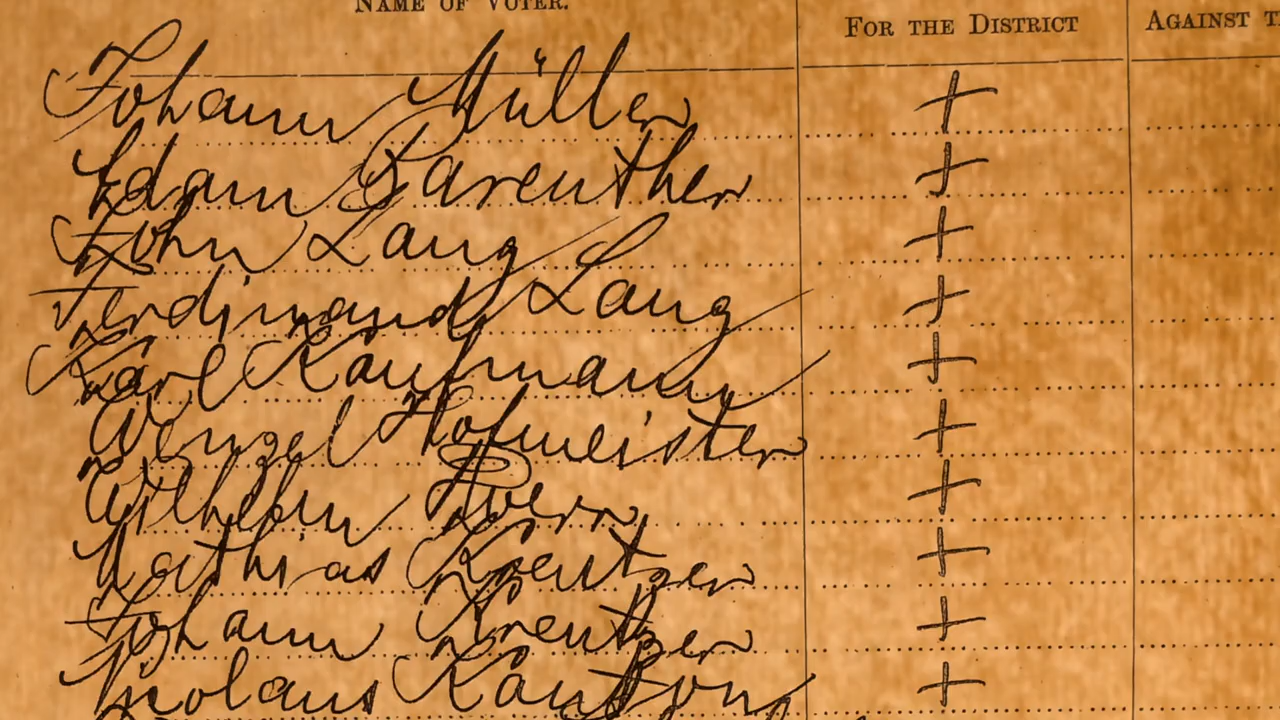 NAME OF VOTER.
FOR THE DISTRICT
AGAINST
Johann Müller +
Adam Bareuther +
John Lang +
Ferdinand Lang +
Karl Kaufmann +
Wenzel Hofmeister +
Wilhelm +
Mathias Kreutzer +
Johann Kreutzer +
Nicolaus +